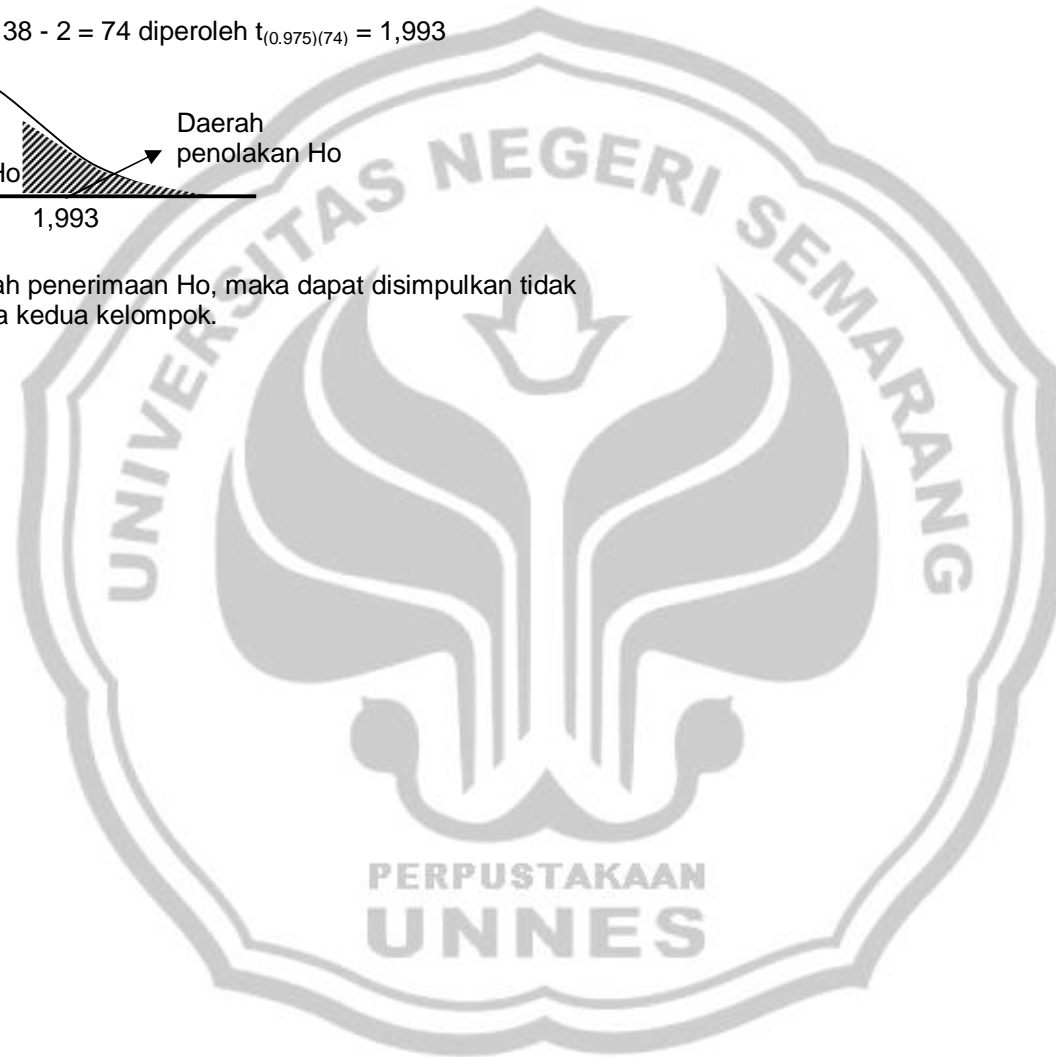 38 - 2 = 74 diperoleh t(0.975)(74) = 1,993
Daerah
penolakan Ho
Ho
1,993
ah penerimaan Ho, maka dapat disimpulkan tidak
a kedua kelompok.
UNIVERSITAS NEGERI SEMARANG
PERPUSTAKAAN
UNNES